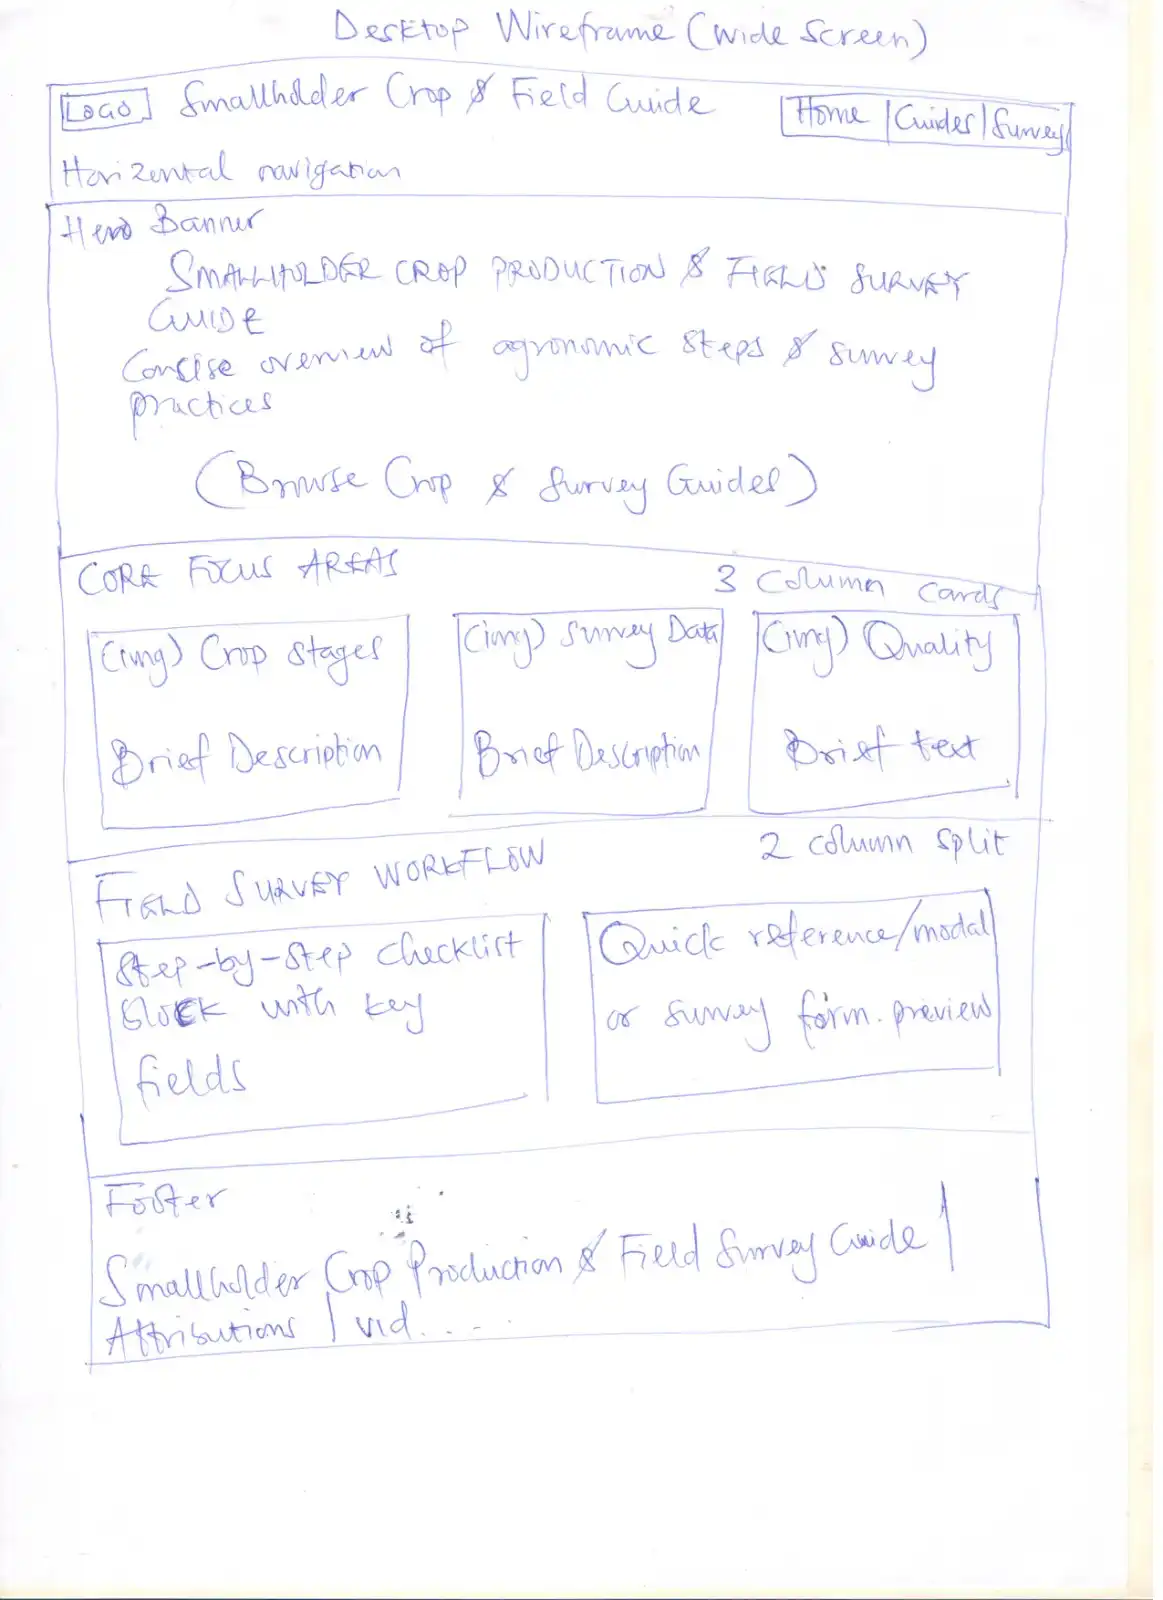 Desktop Wireframe (wide Screen)
LOGO Smallholder Crop & Field Guide
Home | Guides | Survey
Horizental navigation
Hero Banner
SMALLHOLDER CROP PRODUCTION & FIELD SURVEY
GUIDE
Concise overview of agronomic steps & survey
practices
(Browse Crop & Survey Guides)
CORE FOCUS AREAS
3 Column Cards
(img) Crop stages
Brief Description
(img) Survey Data
Brief Description
(img) Quality
Brief text
FIELD SURVEY WORKFLOW
2 column split
Step-by-step checklist
block with key
fields
Quick reference/modal
or survey form. preview
Footer
Smallholder Crop Production & Field Survey Guide |
Attributions | vid....